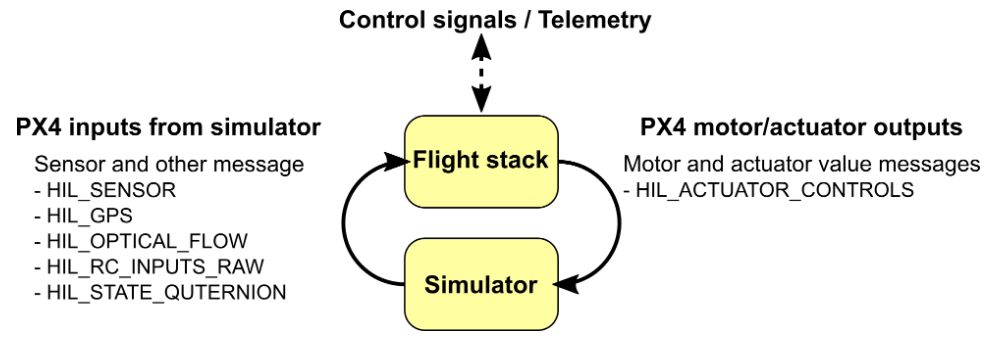 Control signals / Telemetry
PX4 inputs from simulator
Sensor and other message
- HIL_SENSOR
- HIL_GPS
- HIL_OPTICAL_FLOW
- HIL_RC_INPUTS_RAW
- HIL_STATE_QUTERNION
Flight stack
Simulator
PX4 motor/actuator outputs
Motor and actuator value messages
- HIL_ACTUATOR_CONTROLS